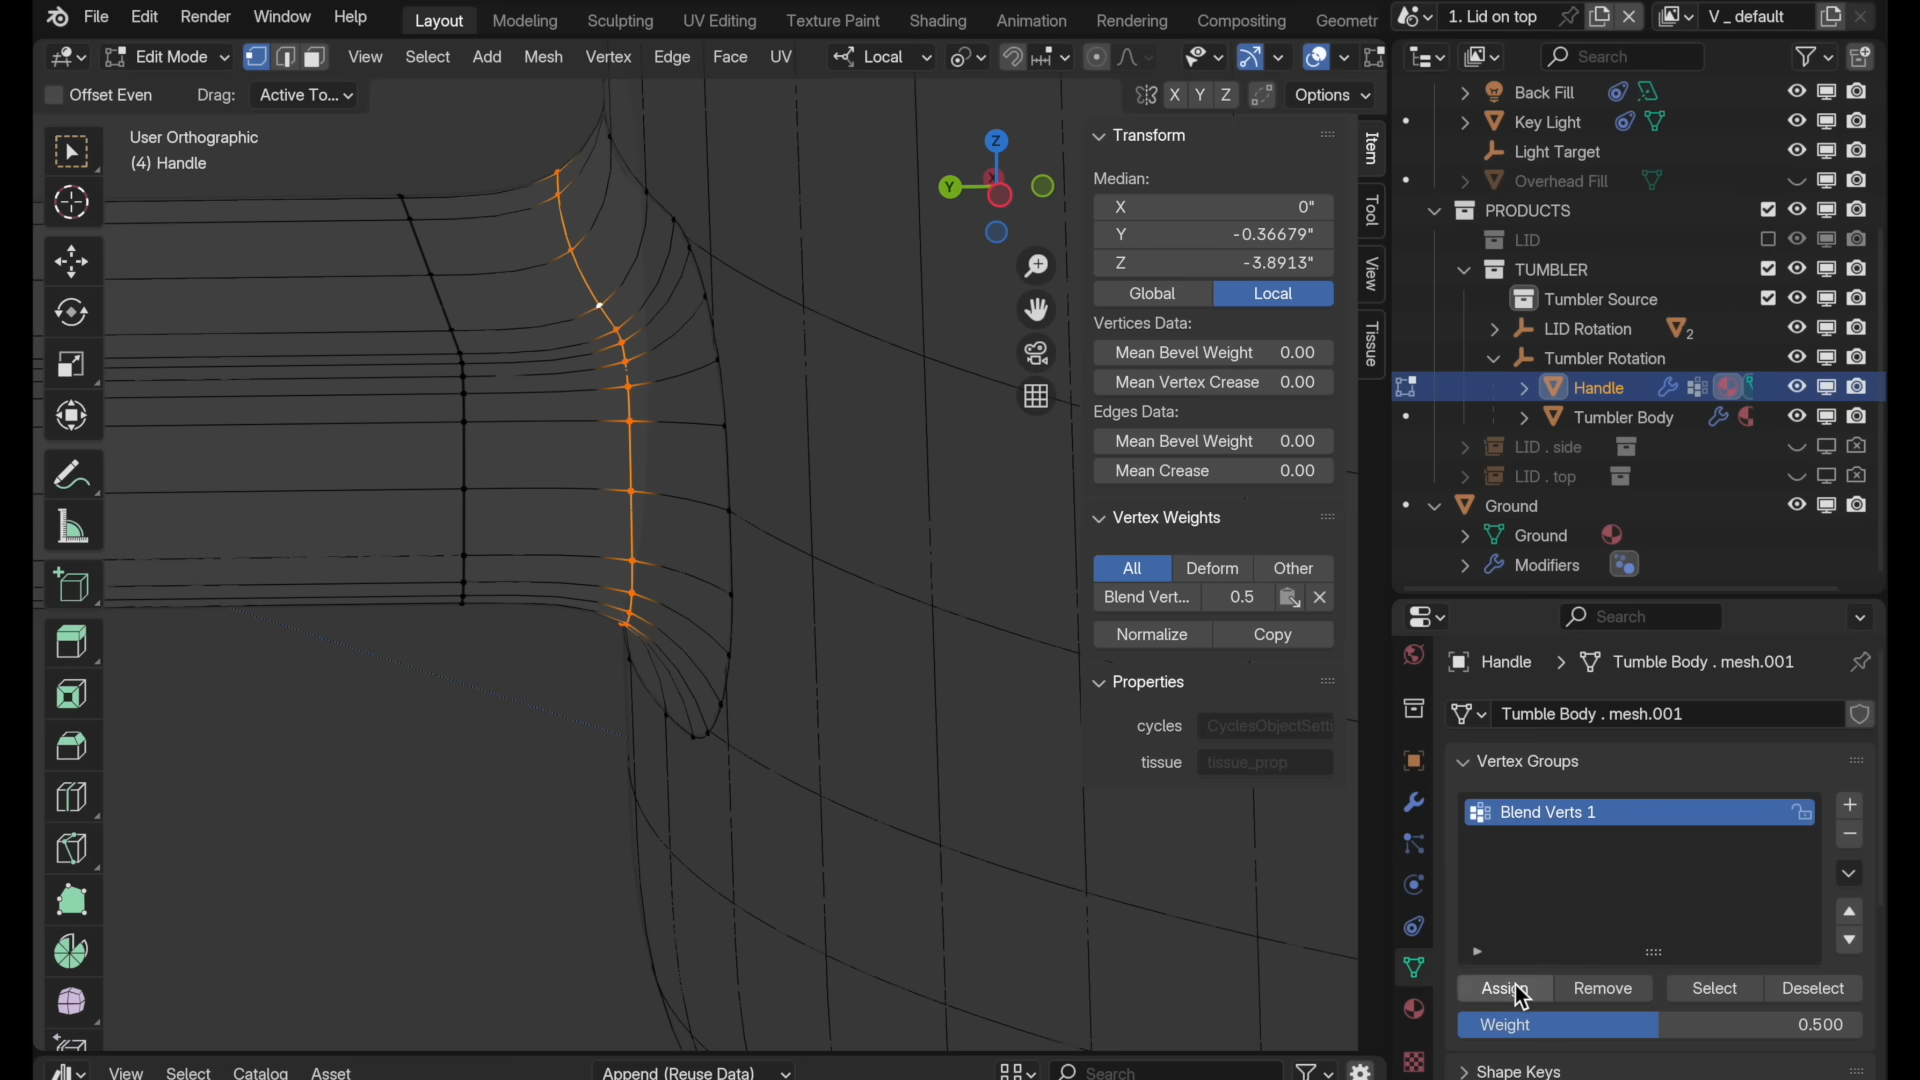 File Edit Render Window Help Layout Modeling Sculpting UV Editing Texture Paint Shading Animation Rendering Compositing Geometr 1. Lid on top V _ default
Edit Mode View Select Add Mesh Vertex Edge Face UV Local Search
Offset Even Drag: Active To... X Y Z Options
User Orthographic
(4) Handle
Z
Y
X
Item
Tool
View
Tissue
Transform
Median:
X 0"
Y -0.36679"
Z -3.8913"
Global Local
Vertices Data:
Mean Bevel Weight 0.00
Mean Vertex Crease 0.00
Edges Data:
Mean Bevel Weight 0.00
Mean Crease 0.00
Vertex Weights
All Deform Other
Blend Vert... 0.5
Normalize Copy
Properties
cycles CyclesObjectSett
tissue tissue_prop
Back Fill
Key Light
Light Target
Overhead Fill
PRODUCTS
LID
TUMBLER
Tumbler Source
LID Rotation 2
Tumbler Rotation
Handle
Tumbler Body
LID . side
LID . top
Ground
Ground
Modifiers
Search
Handle Tumble Body . mesh.001
Tumble Body . mesh.001
Vertex Groups
Blend Verts 1
Assign Remove Select Deselect
Weight 0.500
Shape Keys
View Select Catalog Asset Append (Reuse Data) Search